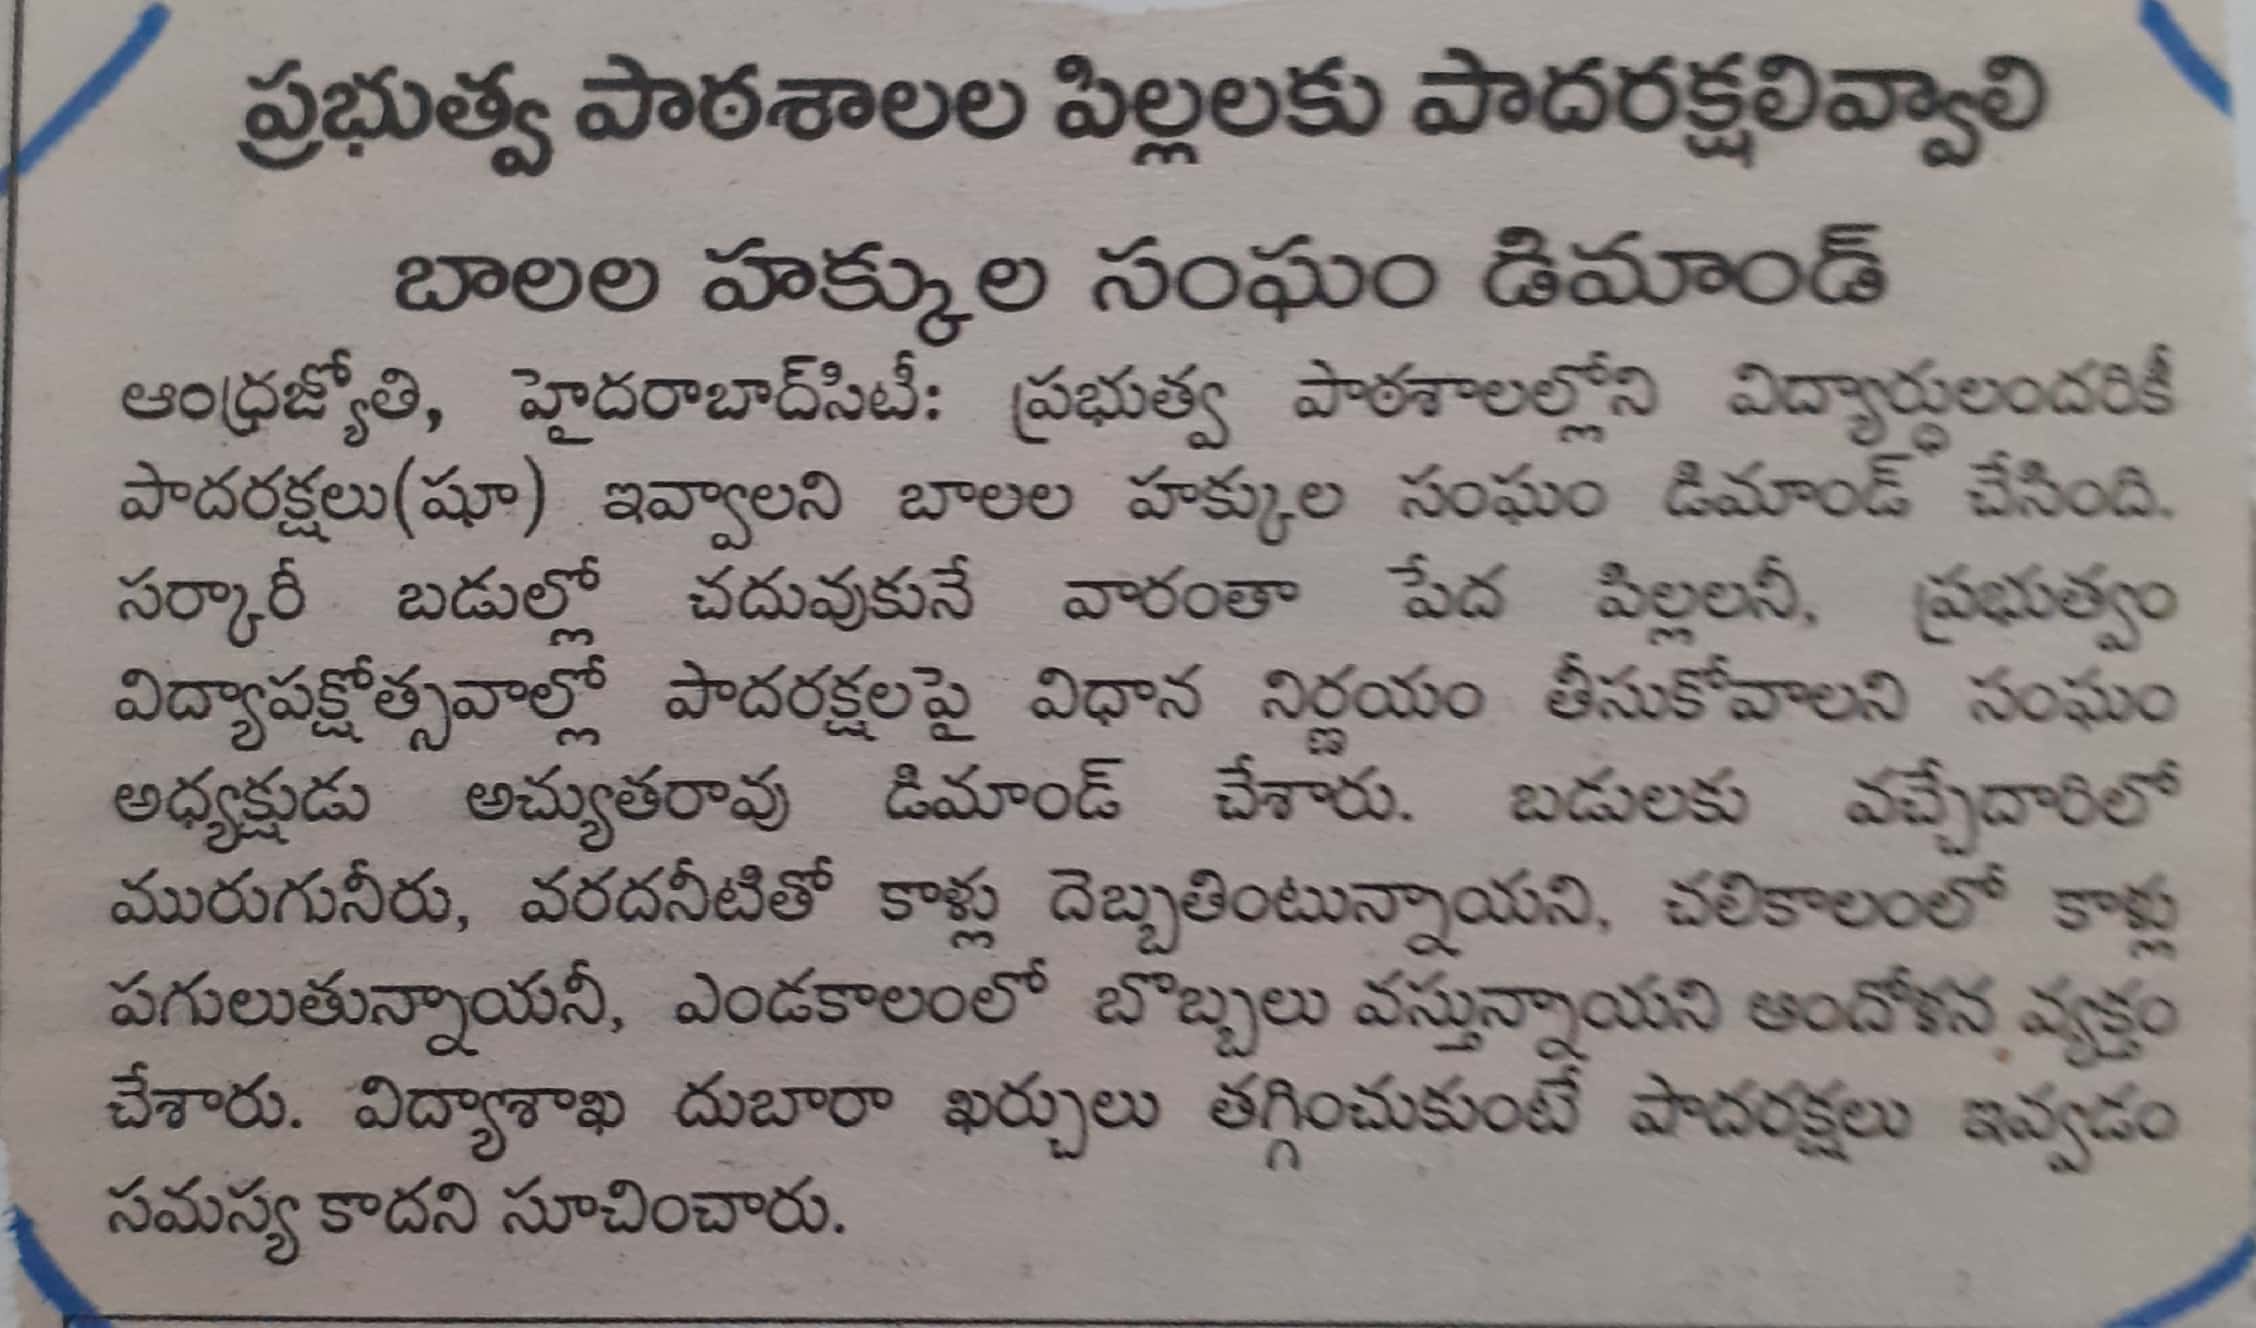 ప్రభుత్వ పాఠశాలల పిల్లలకు పాదరక్షలివ్వాలి
బాలల హక్కుల సంఘం డిమాండ్
ఆంధ్రజ్యోతి, హైదరాబాద్‌సిటీ: ప్రభుత్వ పాఠశాలల్లోని విద్యార్థులందరికీ
పాదరక్షలు(షూ) ఇవ్వాలని బాలల హక్కుల సంఘం డిమాండ్ చేసింది.
సర్కారీ బడుల్లో చదువుకునే వారంతా పేద పిల్లలనీ, ప్రభుత్వం
విద్యాపక్షోత్సవాల్లో పాదరక్షలపై విధాన నిర్ణయం తీసుకోవాలని సంఘం
అధ్యక్షుడు అచ్యుతరావు డిమాండ్ చేశారు. బడులకు వచ్చేదారిలో
మురుగునీరు, వరదనీటితో కాళ్లు దెబ్బతింటున్నాయని, చలికాలంలో కాళ్లు
పగులుతున్నాయనీ, ఎండకాలంలో బొబ్బలు వస్తున్నాయని ఆందోళన వ్యక్తం
చేశారు. విద్యాశాఖ దుబారా ఖర్చులు తగ్గించుకుంటే పాదరక్షలు ఇవ్వడం
సమస్య కాదని సూచించారు.